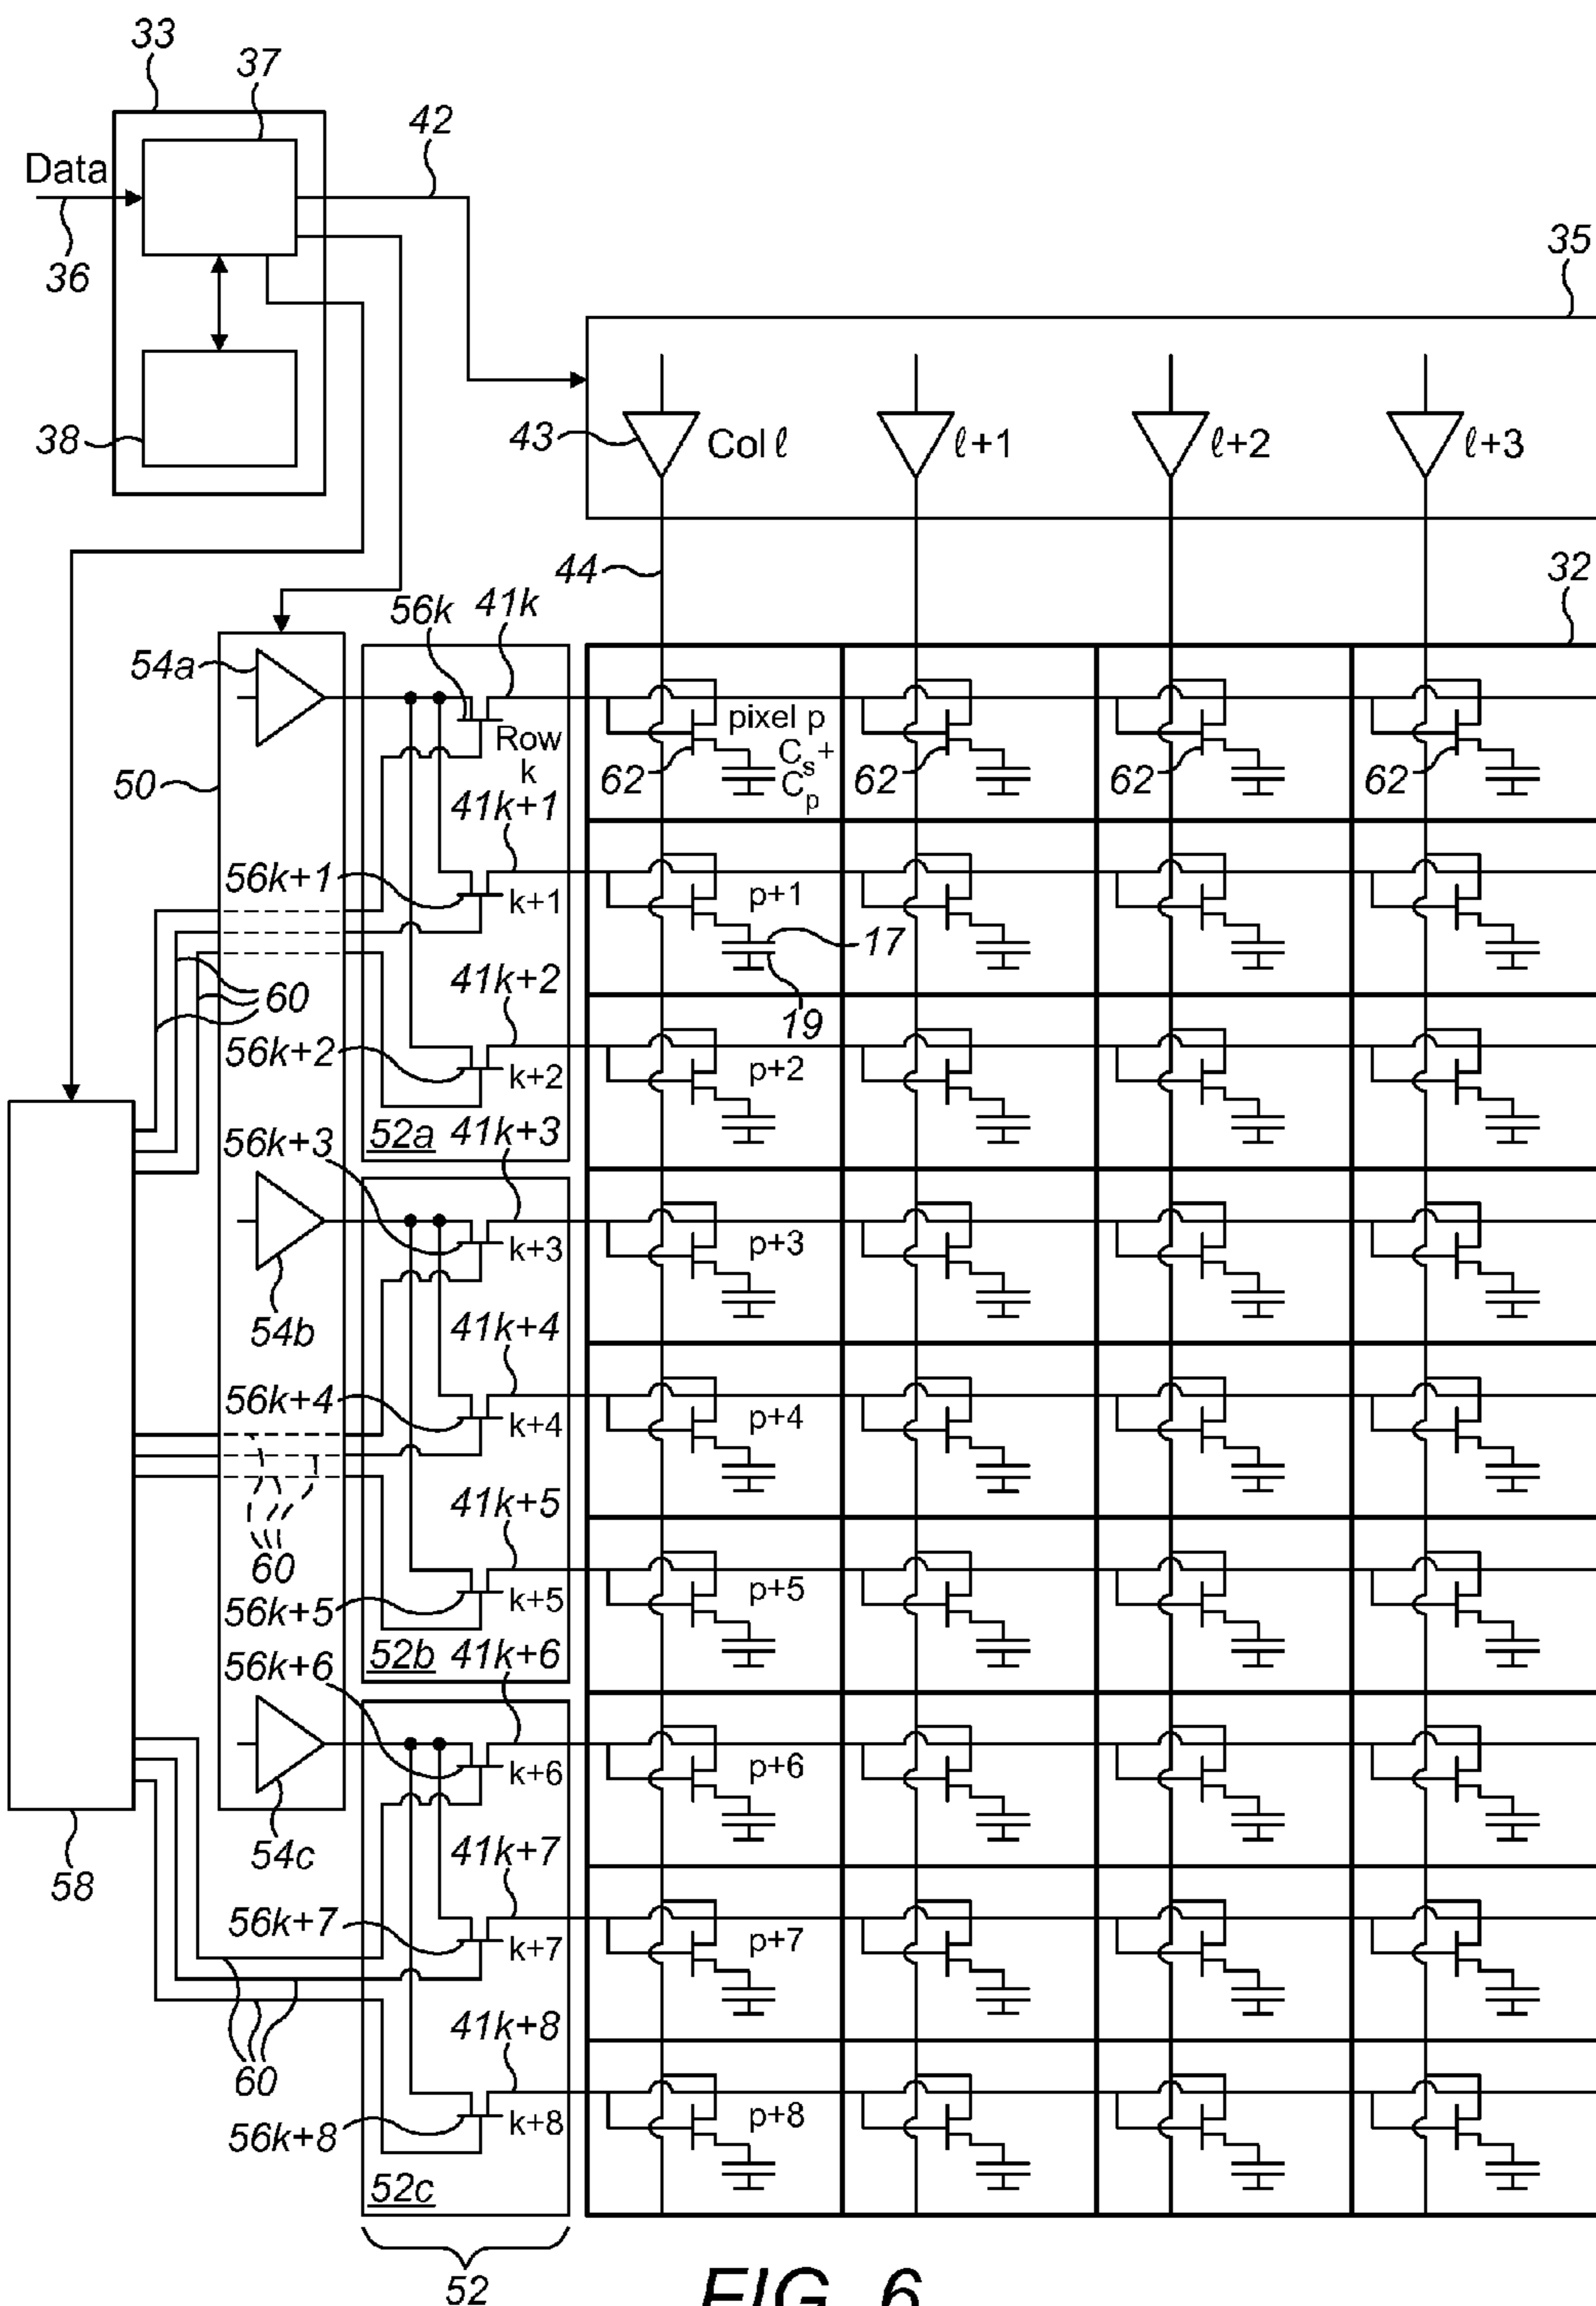 33
37
42
Data
36
35
38
43
Col ℓ
ℓ+1
ℓ+2
ℓ+3
44
32
56k
41k
54a
Row
k
pixel p
Cs+
Cp
62
62
62
62
50
41k+1
56k+1
k+1
p+1
17
60
41k+2
19
56k+2
k+2
p+2
52a
41k+3
56k+3
k+3
p+3
54b
41k+4
56k+4
k+4
p+4
41k+5
60
56k+5
k+5
p+5
52b
41k+6
56k+6
k+6
p+6
54c
58
41k+7
56k+7
k+7
p+7
41k+8
60
56k+8
k+8
p+8
52c
52
FIG. 6